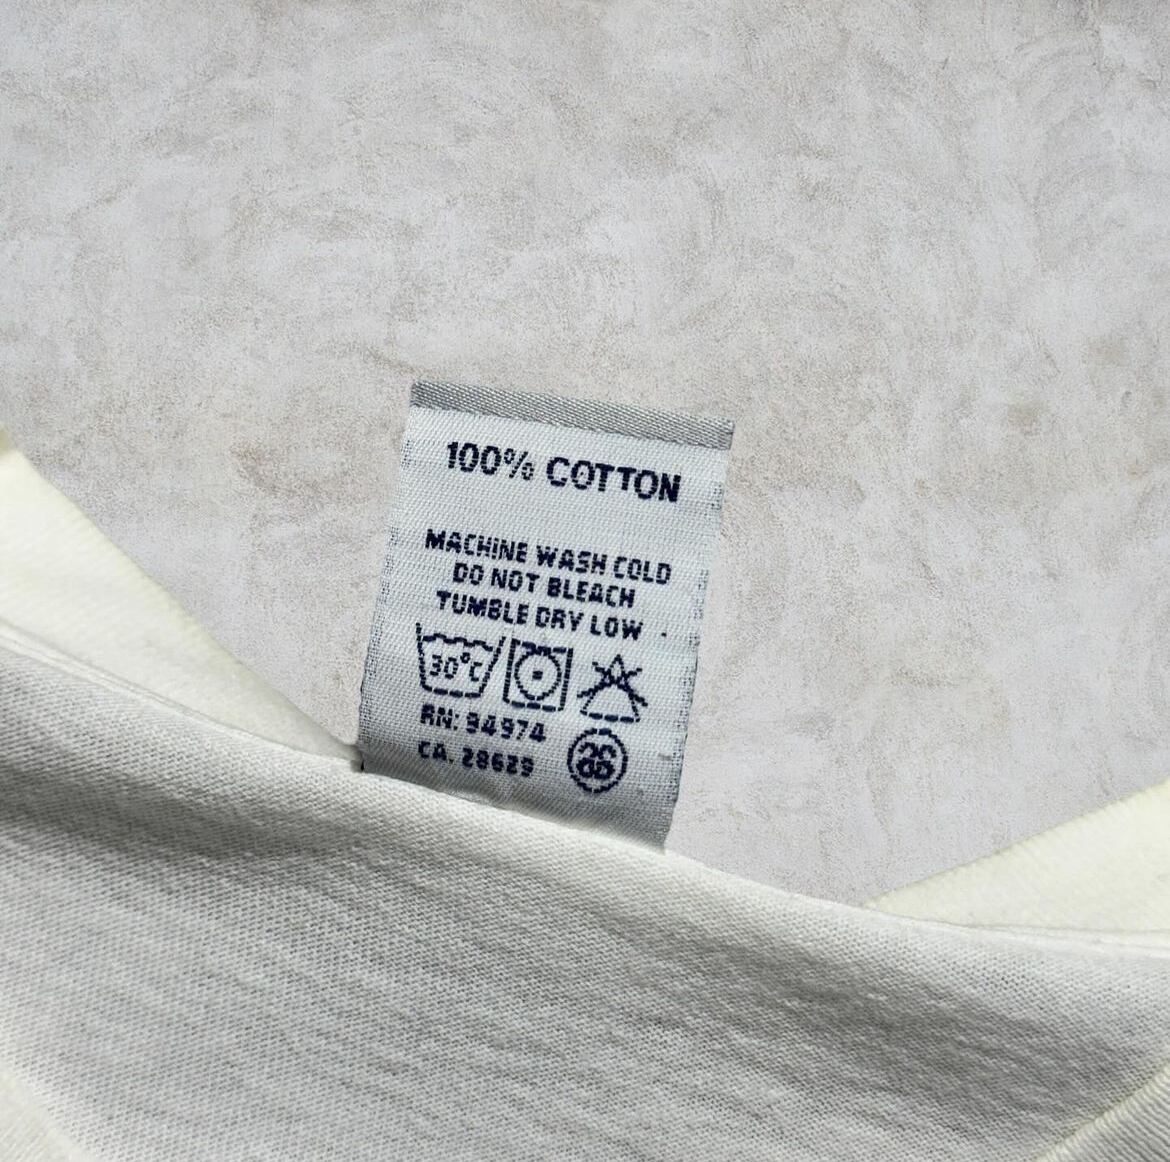 100% COTTON
MACHINE WASH COLD
DO NOT BLEACH
TUMBLE DRY LOW
30°C
RN: 94974
CA. 28629